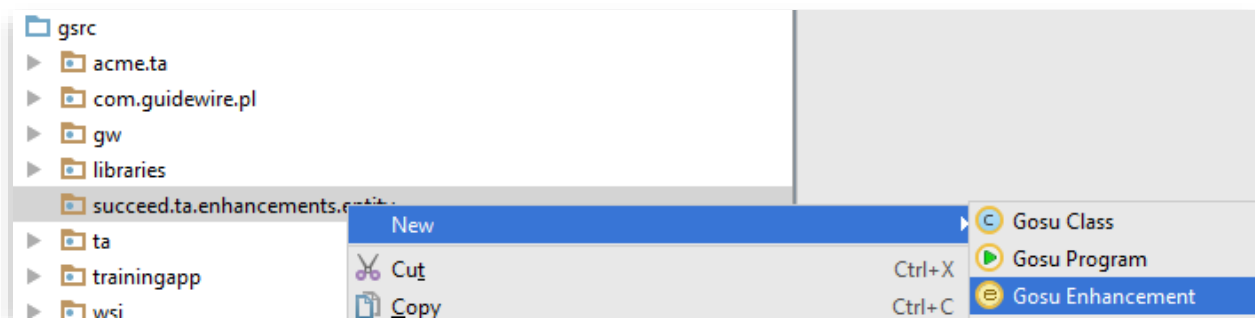 gsrc
acme.ta
com.guidewire.pl
gw
libraries
succeed.ta.enhancements.entity
New
Gosu Class
ta
Gosu Program
trainingapp
Cut
Ctrl+X
Gosu Enhancement
wsi
Copy
Ctrl+C